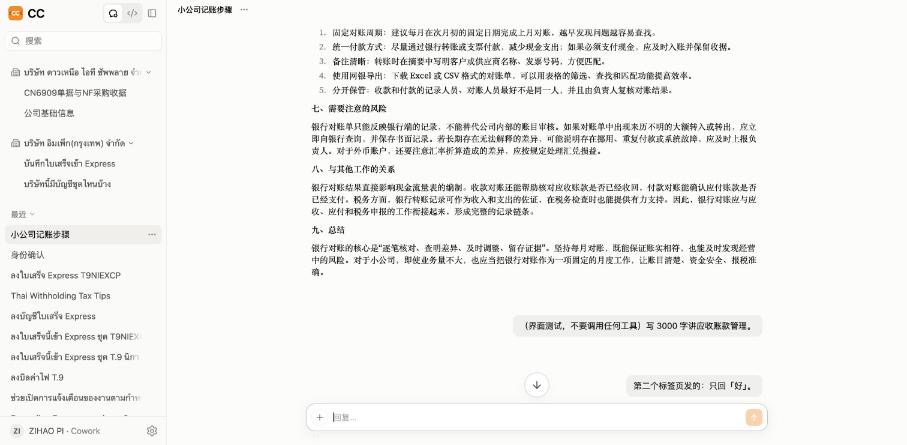 CC
搜索
บริษัท ดาวเหนือ ไอที ซัพพลาย จำ
CN6909单据与NF采购收据
公司基础信息
บริษัท อิมแพ็ก(กรุงเทพ) จำกัด
บันทึกใบเสร็จเข้า Express
บริษัทนี้มีบัญชีชุดไหนบ้าง
最近
小公司记账步骤
身份确认
ลงใบเสร็จ Express T9NIEXCP
Thai Withholding Tax Tips
ลงบัญชีใบเสร็จ Express
ลงใบเสร็จนี้เข้า Express ชุด T9NIEX
ลงใบเสร็จนี้เข้า Express ชุด T.9 นิกา
ลงบิลค่าไฟ T.9
ช่วยเปิดการแจ้งเตือนของงานตามกำห
ZI ZIHAO PI · Cowork
小公司记账步骤
1. 固定对账周期：建议每月在次月初的固定日期完成上月对账，越早发现问题越容易查找。
2. 统一付款方式：尽量通过银行转账或支票付款，减少现金支出；如果必须支付现金，应及时入账并保留收据。
3. 备注清晰：转账时在摘要中写明客户或供应商名称、发票号码，方便匹配。
4. 使用网银导出：下载 Excel 或 CSV 格式的对账单，可以用表格的筛选、查找和匹配功能提高效率。
5. 分开保管：收款和付款的记录人员、对账人员最好不是同一人，并且由负责人复核对账结果。
七、需要注意的风险
银行对账单只能反映银行端的记录，不能替代公司内部的账目审核。如果对账单中出现来历不明的大额转入或转出，应立
即向银行查询，并保存书面记录。若长期存在无法解释的差异，可能说明存在挪用、重复付款或系统故障，应及时上报负
责人。对于外币账户，还要注意汇率折算造成的差异，应按规定处理汇兑损益。
八、与其他工作的关系
银行对账结果直接影响现金流量表的编制。收款对账还能帮助核对应收账款是否已经收回，付款对账能确认应付账款是否
已经支付。税务方面，银行转账记录可作为收入和支出的佐证，在税务检查时也能提供有力支持。因此，银行对账应与应
收、应付和税务申报的工作衔接起来，形成完整的记录链条。
九、总结
银行对账的核心是“逐笔核对、查明差异、及时调整、留存证据”。坚持每月对账，既能保证账实相符，也能及时发现经营
中的风险。对于小公司，即使业务量不大，也应当把银行对账作为一项固定的月度工作，让账目清楚、资金安全、报税准
确。
（界面测试，不要调用任何工具）写 3000 字讲应收账款管理。
第二个标签页发的：只回「好」。
回复...